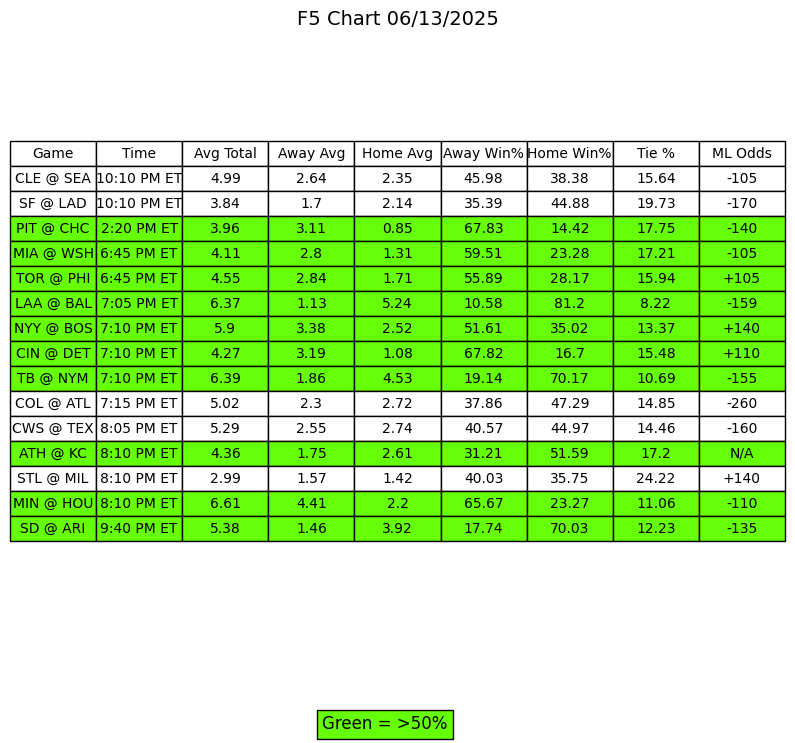 F5 Chart 06/13/2025
Game Time Avg Total Away Avg Home Avg Away Win% Home Win% Tie % ML Odds
CLE @ SEA 10:10 PM ET 4.99 2.64 2.35 45.98 38.38 15.64 -105
SF @ LAD 10:10 PM ET 3.84 1.7 2.14 35.39 44.88 19.73 -170
PIT @ CHC 2:20 PM ET 3.96 3.11 0.85 67.83 14.42 17.75 -140
MIA @ WSH 6:45 PM ET 4.11 2.8 1.31 59.51 23.28 17.21 -105
TOR @ PHI 6:45 PM ET 4.55 2.84 1.71 55.89 28.17 15.94 +105
LAA @ BAL 7:05 PM ET 6.37 1.13 5.24 10.58 81.2 8.22 -159
NYY @ BOS 7:10 PM ET 5.9 3.38 2.52 51.61 35.02 13.37 +140
CIN @ DET 7:10 PM ET 4.27 3.19 1.08 67.82 16.7 15.48 +110
TB @ NYM 7:10 PM ET 6.39 1.86 4.53 19.14 70.17 10.69 -155
COL @ ATL 7:15 PM ET 5.02 2.3 2.72 37.86 47.29 14.85 -260
CWS @ TEX 8:05 PM ET 5.29 2.55 2.74 40.57 44.97 14.46 -160
ATH @ KC 8:10 PM ET 4.36 1.75 2.61 31.21 51.59 17.2 N/A
STL @ MIL 8:10 PM ET 2.99 1.57 1.42 40.03 35.75 24.22 +140
MIN @ HOU 8:10 PM ET 6.61 4.41 2.2 65.67 23.27 11.06 -110
SD @ ARI 9:40 PM ET 5.38 1.46 3.92 17.74 70.03 12.23 -135
Green = >50%